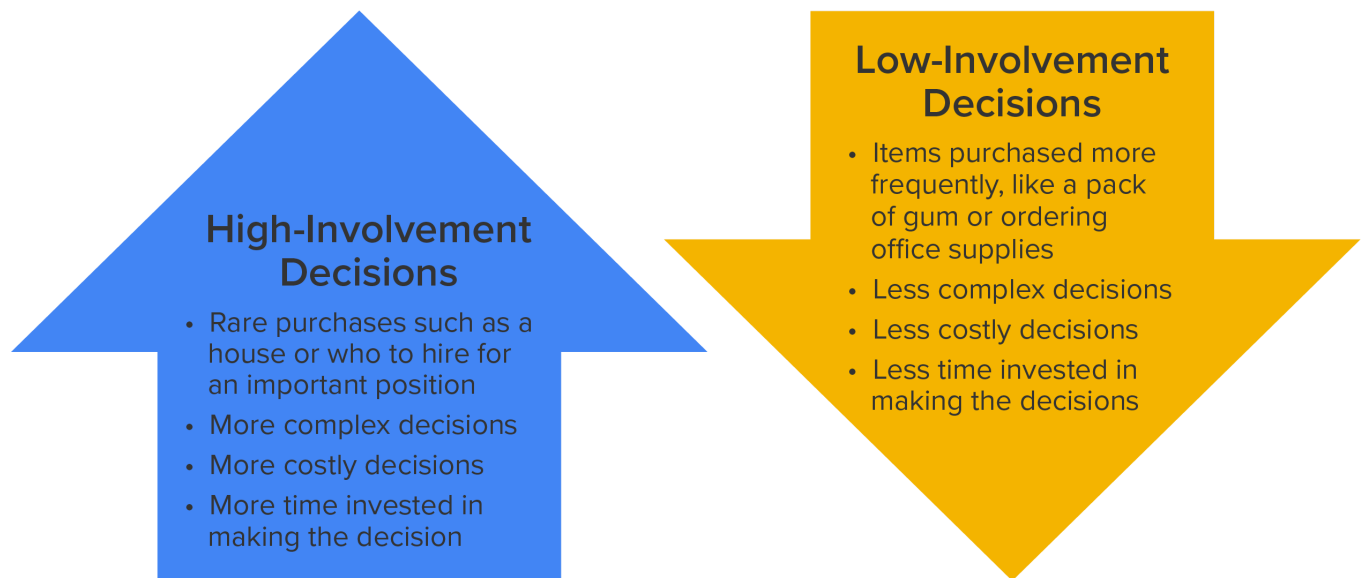 High-Involvement
Decisions
• Rare purchases such as a
house or who to hire for
an important position
• More complex decisions
• More costly decisions
• More time invested in
making the decision
Low-Involvement
Decisions
• Items purchased more
frequently, like a pack
of gum or ordering
office supplies
• Less complex decisions
• Less costly decisions
• Less time invested in
making the decisions